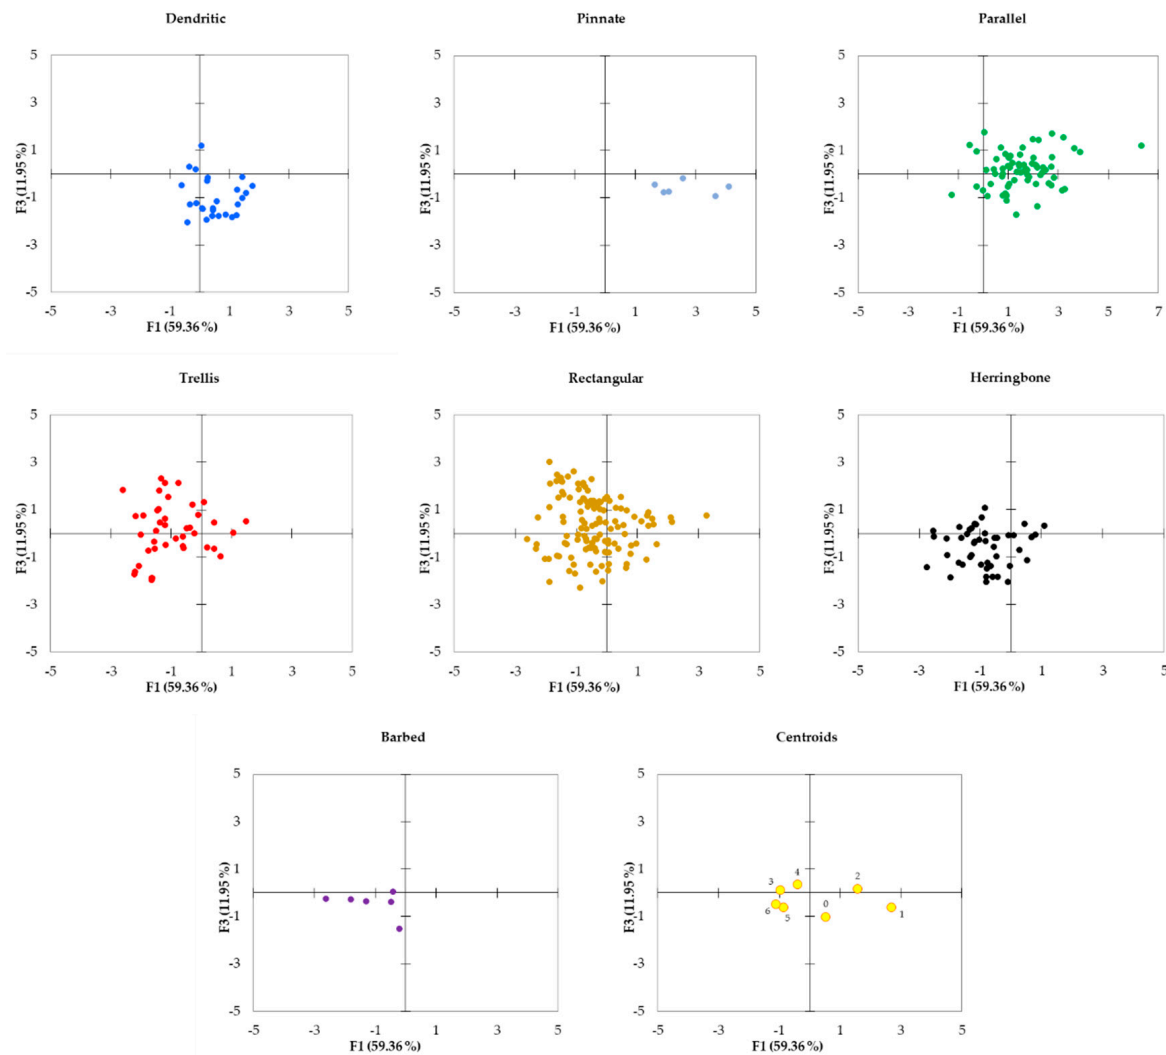 Dendritic
5
3
1
-1
-3
-5
F3 (11.95 %)
-5 -3 -1 1 3 5
F1 (59.36 %)
Pinnate
5
3
1
-1
-3
-5
F3 (11.95 %)
-5 -3 -1 1 3 5
F1 (59.36 %)
Parallel
5
3
1
-1
-3
-5
F3 (11.95 %)
-5 -3 -1 1 3 5 7
F1 (59.36 %)
Trellis
5
3
1
-1
-3
-5
F3 (11.95 %)
-5 -3 -1 1 3 5
F1 (59.36 %)
Rectangular
5
3
1
-1
-3
-5
F3 (11.95 %)
-5 -3 -1 1 3 5
F1 (59.36 %)
Herringbone
5
3
1
-1
-3
-5
F3 (11.95 %)
-5 -3 -1 1 3 5
F1 (59.36 %)
Barbed
5
3
1
-1
-3
-5
F3 (11.95 %)
-5 -3 -1 1 3 5
F1 (59.36 %)
Centroids
5
3
1
-1
-3
-5
F3 (11.95 %)
4
3
2
6
5
0
1
-5 -3 -1 1 3 5
F1 (59.36 %)